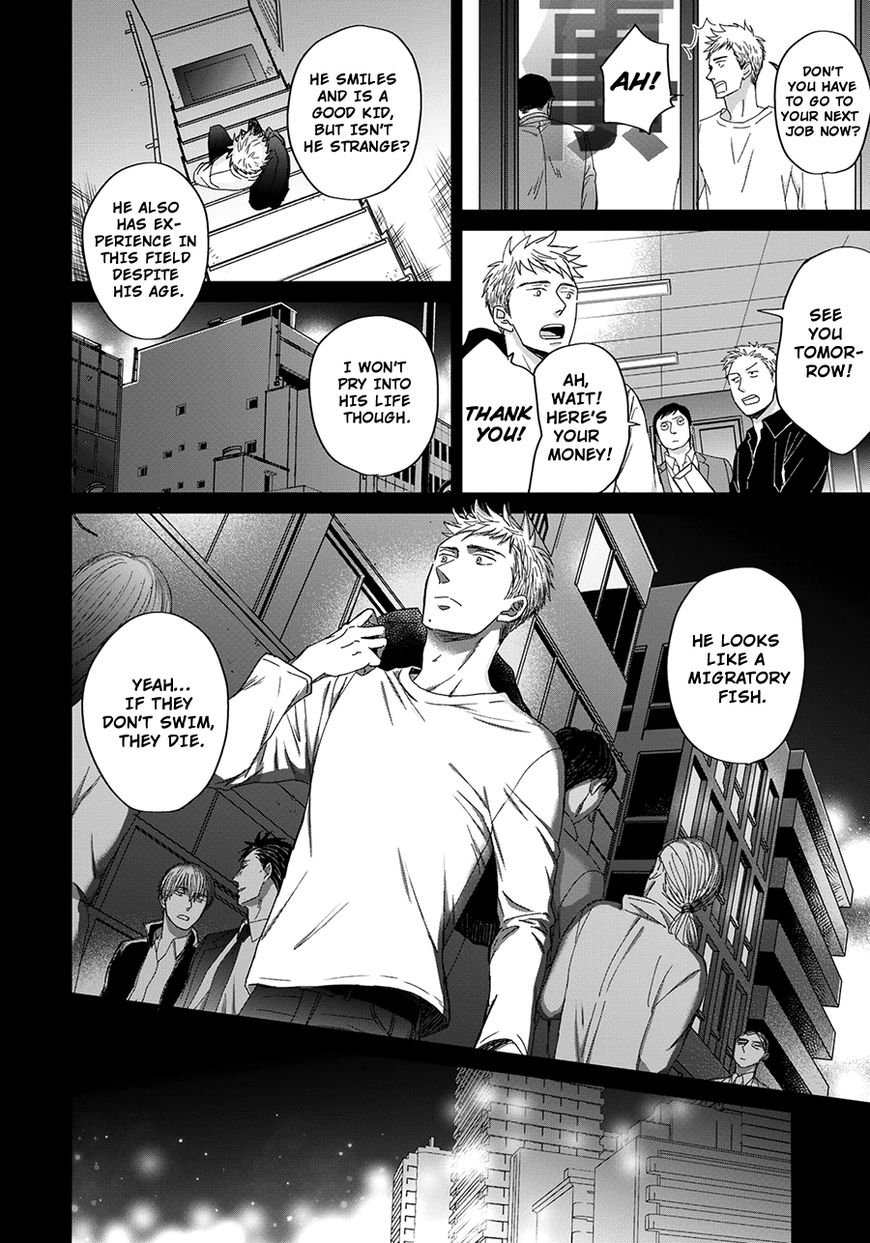 DON'T
YOU HAVE
TO GO TO
YOUR NEXT
JOB NOW?
AH!
SEE
YOU
TOMOR-
ROW!
AH,
WAIT!
HERE'S
YOUR
MONEY!
THANK
YOU!
HE SMILES
AND IS A
GOOD KID,
BUT ISN'T
HE STRANGE?
HE ALSO
HAS EX-
PERIENCE IN
THIS FIELD
DESPITE
HIS AGE.
I WON'T
PRY INTO
HIS LIFE
THOUGH.
HE LOOKS
LIKE A
MIGRATORY
FISH.
YEAH...
IF THEY
DON'T SWIM,
THEY DIE.